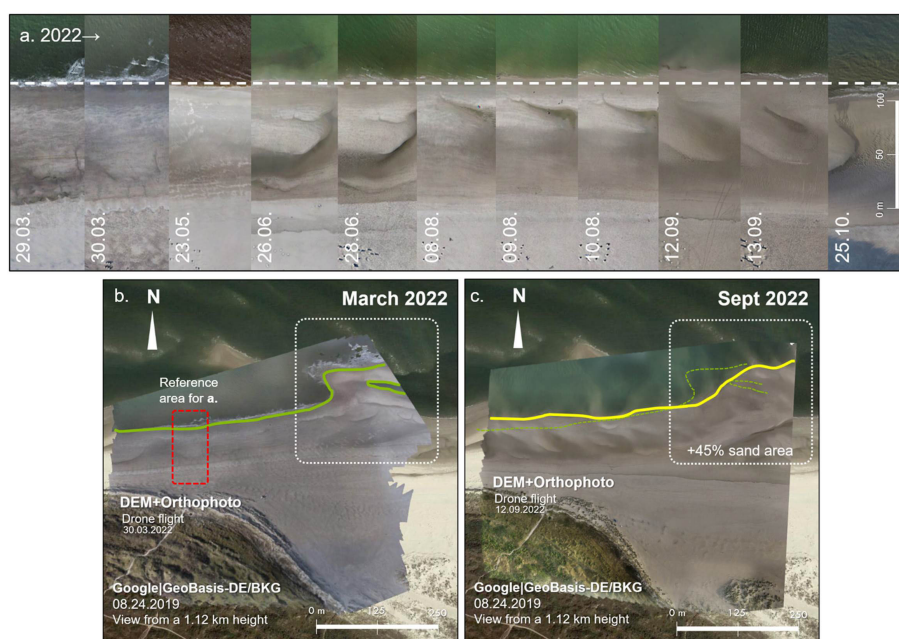 a. 2022→
100
50
0 m
29.03.
30.03.
23.05.
26.06.
28.06.
08.08.
09.08.
10.08.
12.09.
13.09.
25.10.
b.
N
March 2022
Reference
area for a.
DEM+Orthophoto
Drone flight
30.03.2022
Google|GeoBasis-DE/BKG
08.24.2019
View from a 1.12 km height
0 m
125
250
c.
N
Sept 2022
+45% sand area
DEM+Orthophoto
Drone flight
12.09.2022
Google|GeoBasis-DE/BKG
08.24.2019
View from a 1.12 km height
0 m
125
250